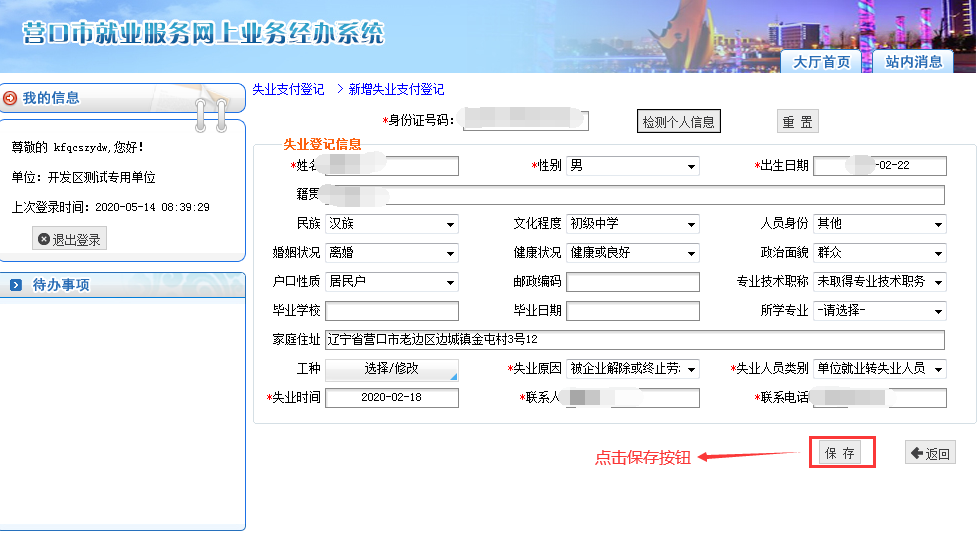 营口市就业服务网上业务经办系统
大厅首页 站内消息
我的信息
尊敬的 kfqcszydw,您好!
单位: 开发区测试专用单位
上次登录时间: 2020-05-14 08:39:29
退出登录
待办事项
失业支付登记 > 新增失业支付登记
*身份证号码: 检测个人信息 重 置
失业登记信息
*姓名 *性别 男 *出生日期 -02-22
籍贯
民族 汉族 文化程度 初级中学 人员身份 其他
婚姻状况 离婚 健康状况 健康或良好 政治面貌 群众
户口性质 居民户 邮政编码 专业技术职称 未取得专业技术职务
毕业学校 毕业日期 所学专业 -请选择-
家庭住址 辽宁省营口市老边区边城镇金屯村3号12
工种 选择/修改 *失业原因 被企业解除或终止劳 *失业人员类别 单位就业转失业人员
*失业时间 2020-02-18 *联系人 *联系电话
点击保存按钮 保 存 返回